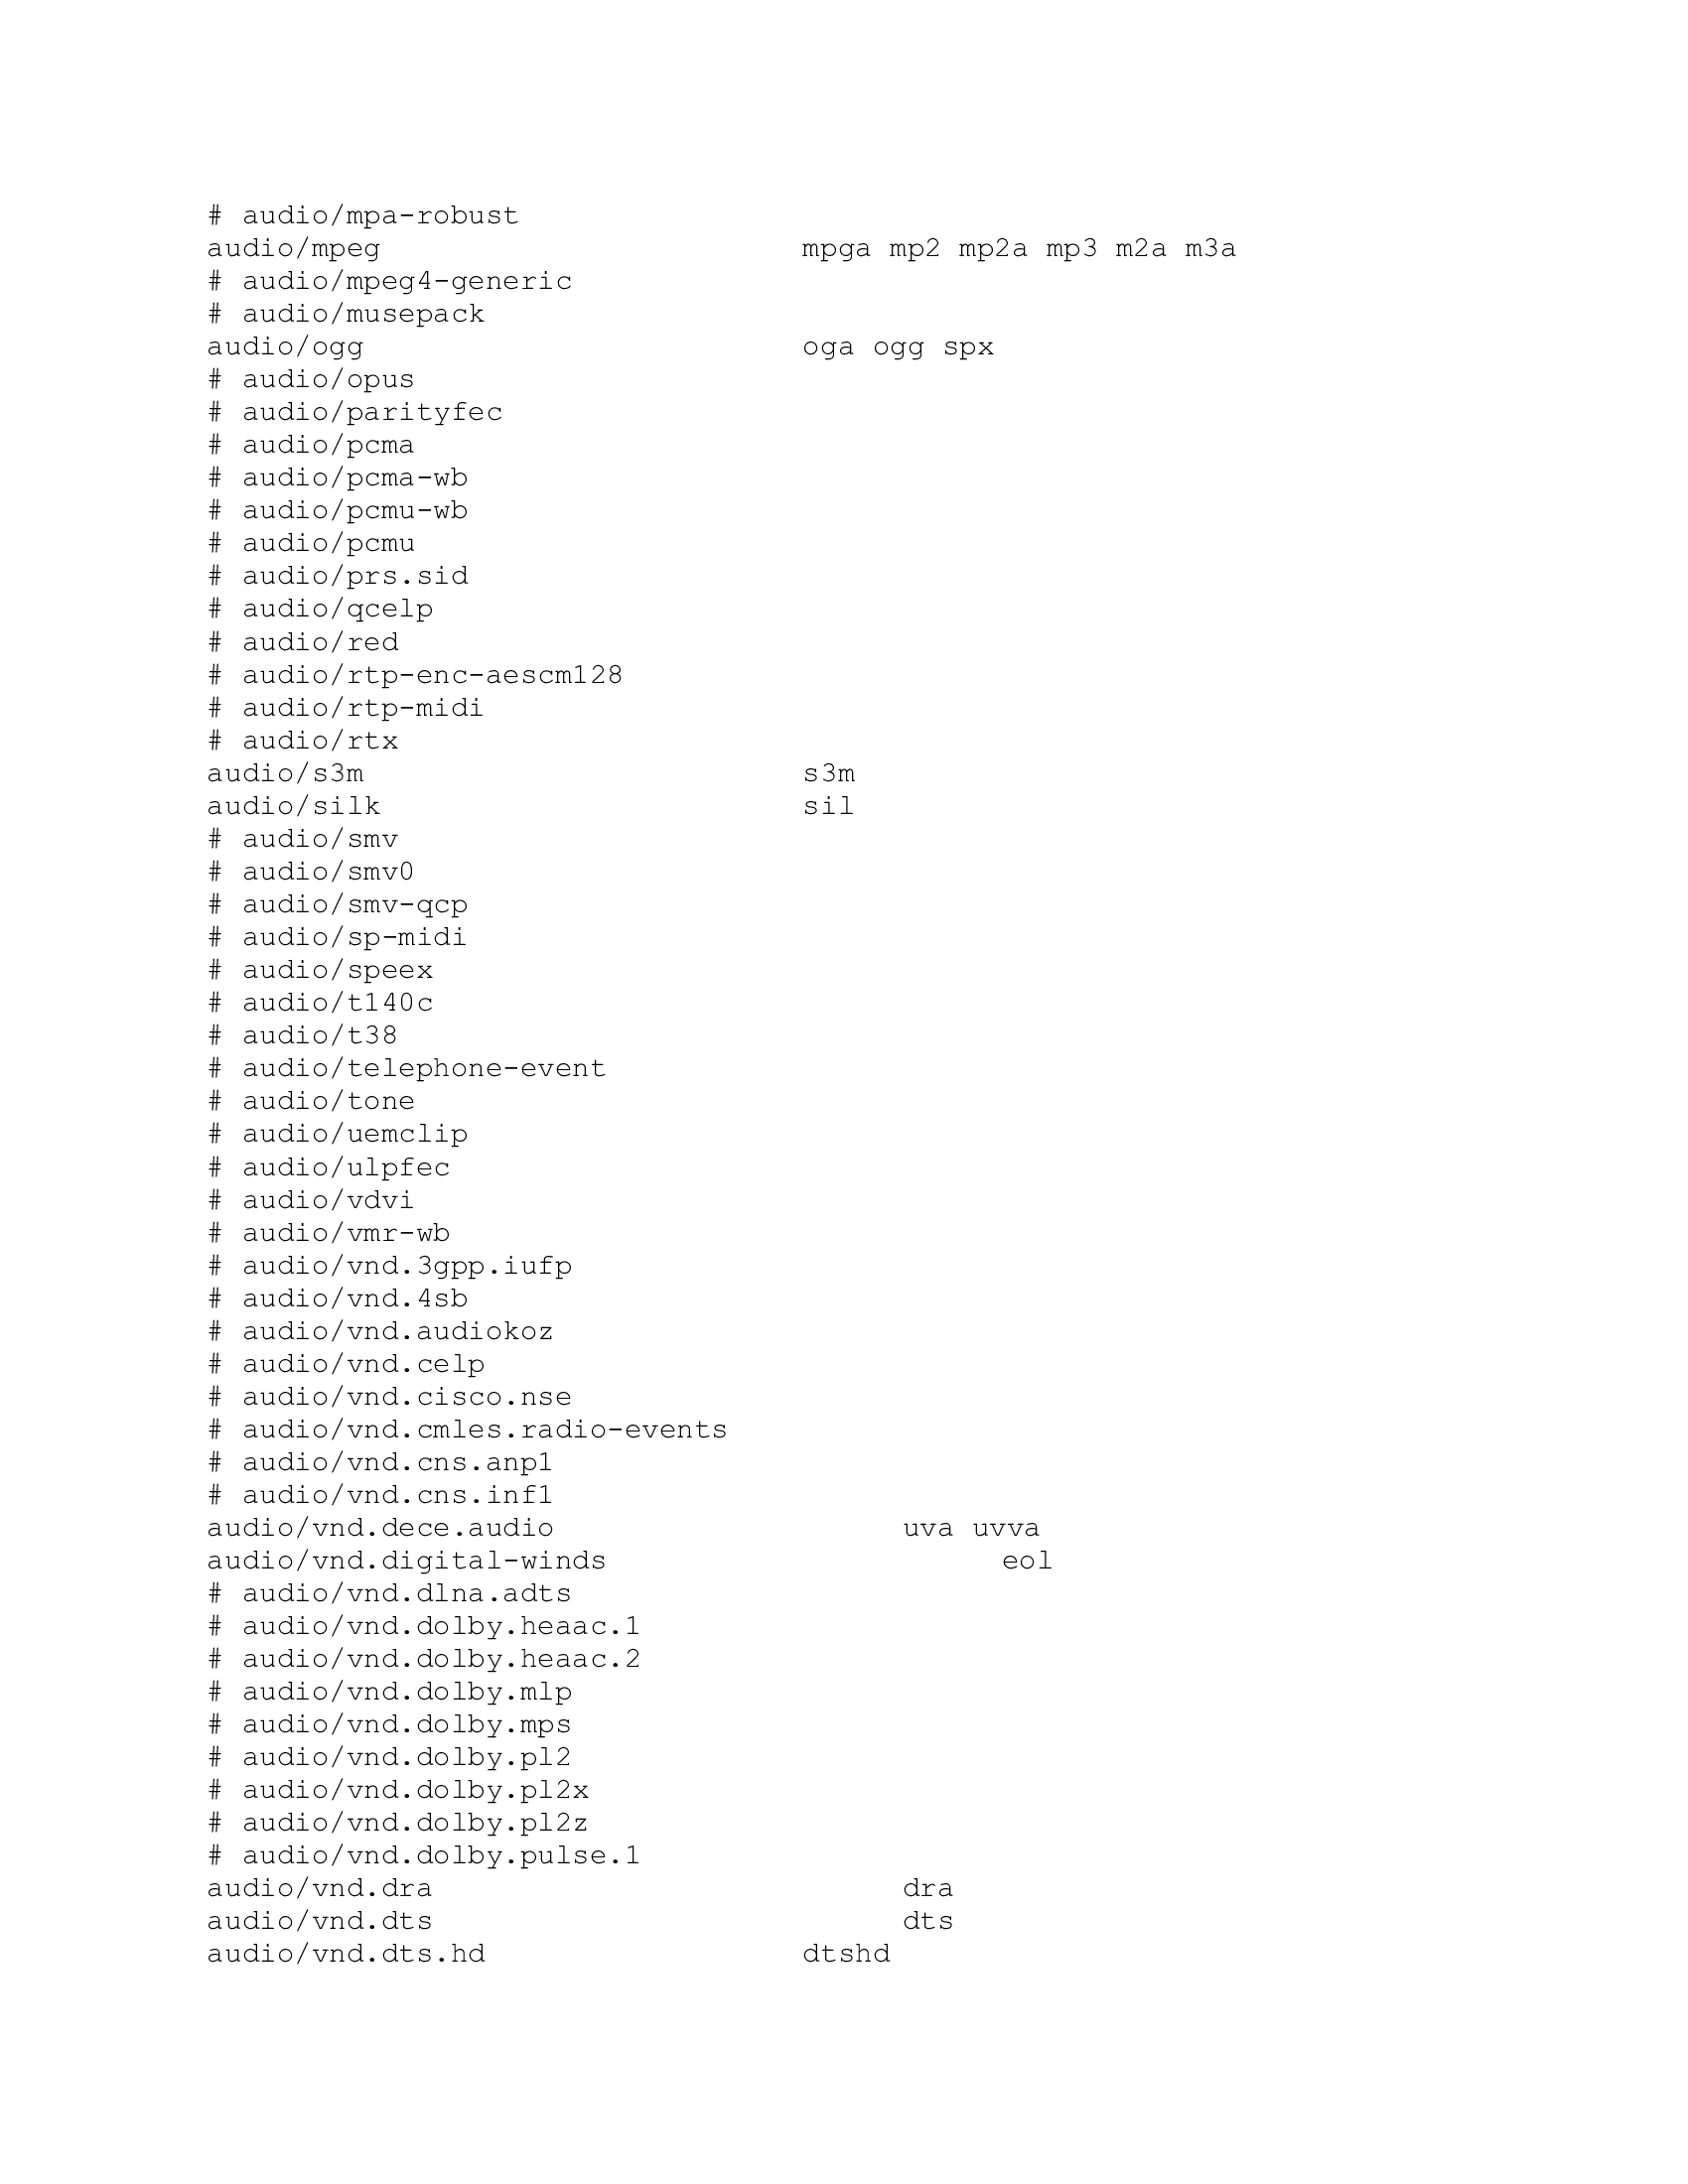 # audio/mpa-robust
audio/mpeg mpga mp2 mp2a mp3 m2a m3a
# audio/mpeg4-generic
# audio/musepack
audio/ogg oga ogg spx
# audio/opus
# audio/parityfec
# audio/pcma
# audio/pcma-wb
# audio/pcmu-wb
# audio/pcmu
# audio/prs.sid
# audio/qcelp
# audio/red
# audio/rtp-enc-aescm128
# audio/rtp-midi
# audio/rtx
audio/s3m s3m
audio/silk sil
# audio/smv
# audio/smv0
# audio/smv-qcp
# audio/sp-midi
# audio/speex
# audio/t140c
# audio/t38
# audio/telephone-event
# audio/tone
# audio/uemclip
# audio/ulpfec
# audio/vdvi
# audio/vmr-wb
# audio/vnd.3gpp.iufp
# audio/vnd.4sb
# audio/vnd.audiokoz
# audio/vnd.celp
# audio/vnd.cisco.nse
# audio/vnd.cmles.radio-events
# audio/vnd.cns.anp1
# audio/vnd.cns.inf1
audio/vnd.dece.audio uva uvva
audio/vnd.digital-winds eol
# audio/vnd.dlna.adts
# audio/vnd.dolby.heaac.1
# audio/vnd.dolby.heaac.2
# audio/vnd.dolby.mlp
# audio/vnd.dolby.mps
# audio/vnd.dolby.pl2
# audio/vnd.dolby.pl2x
# audio/vnd.dolby.pl2z
# audio/vnd.dolby.pulse.1
audio/vnd.dra dra
audio/vnd.dts dts
audio/vnd.dts.hd dtshd